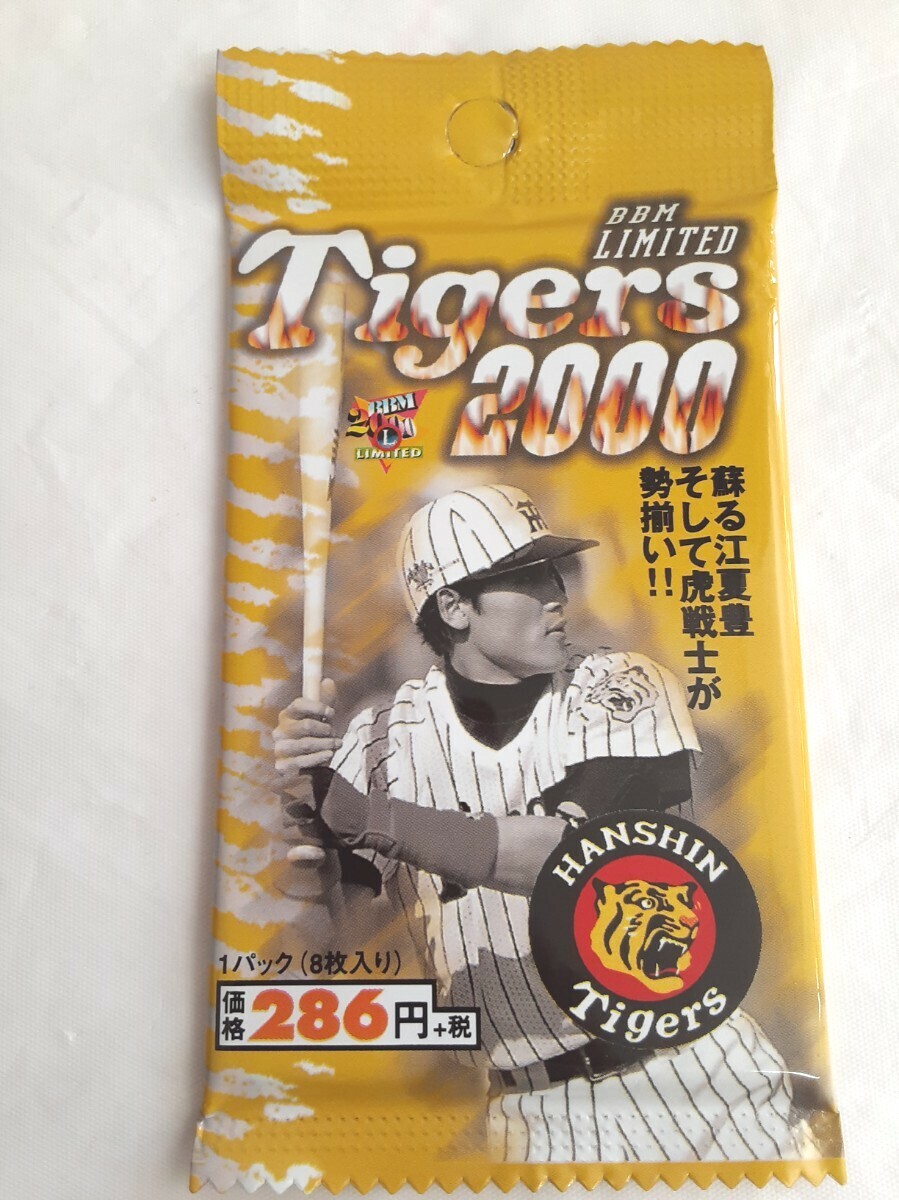 BBM
LIMITED
Tigers
2000
BBM
2000
L
LIMITED
蘇る江夏豊
そして虎戦士が
勢揃い!!
HANSHIN
Tigers
1パック(8枚入り)
価格286円+税